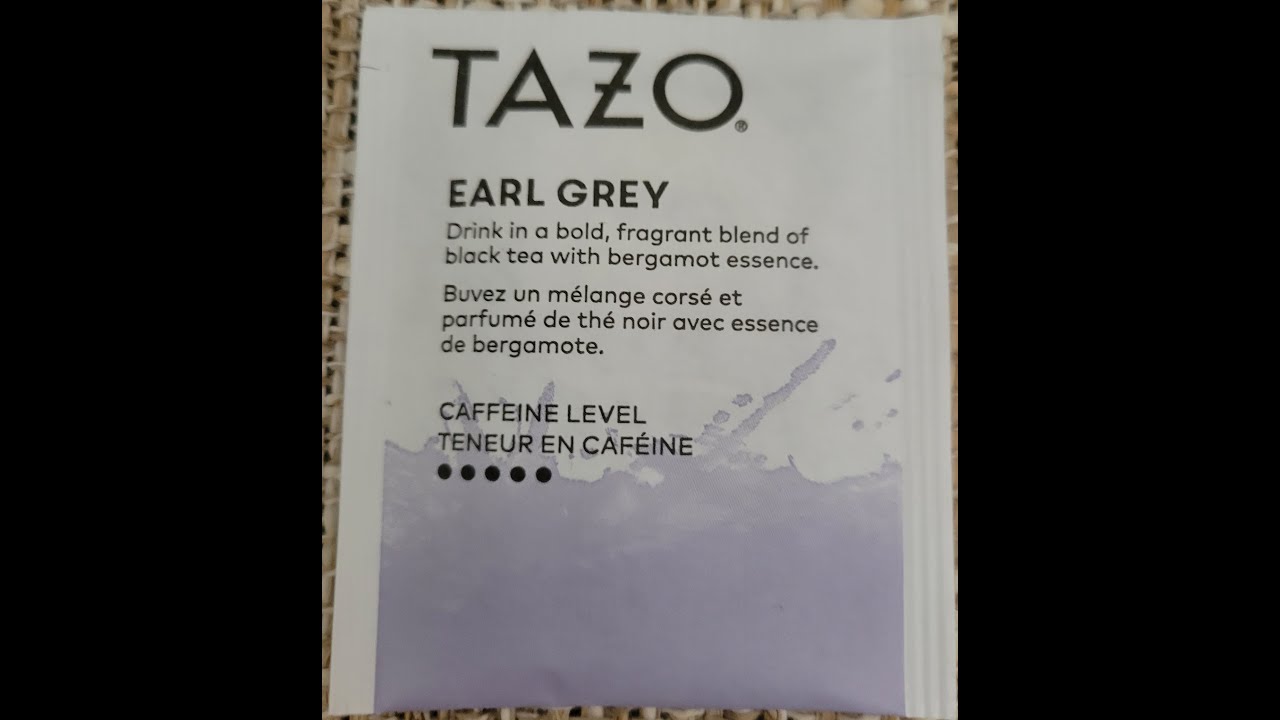 TAZO®
EARL GREY
Drink in a bold, fragrant blend of
black tea with bergamot essence.
Buvez un mélange corsé et
parfumé de thé noir avec essence
de bergamote.
CAFFEINE LEVEL
TENEUR EN CAFÉINE